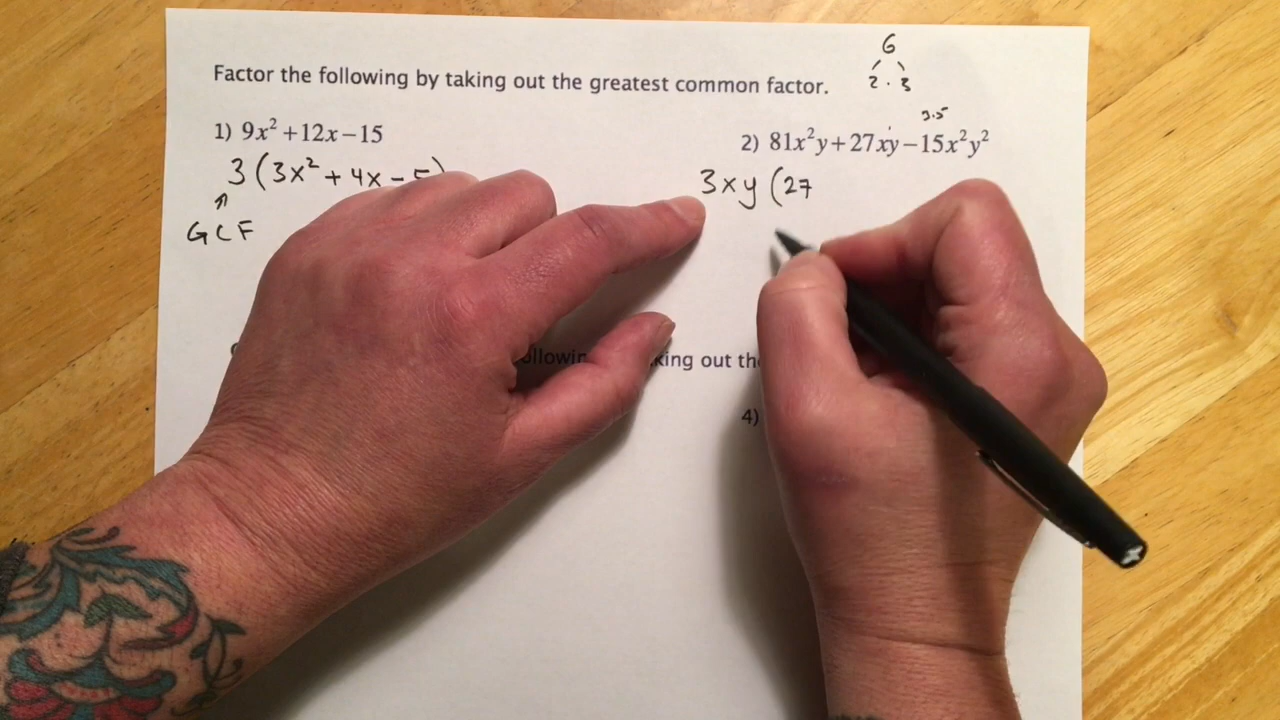 6
2 · 3
Factor the following by taking out the greatest common factor.
3·5
1) 9x² +12x−15
2) 81x²y+27xy−15x²y²
3(3x² + 4x − 5)
3xy (27
GCF
king out th
4)